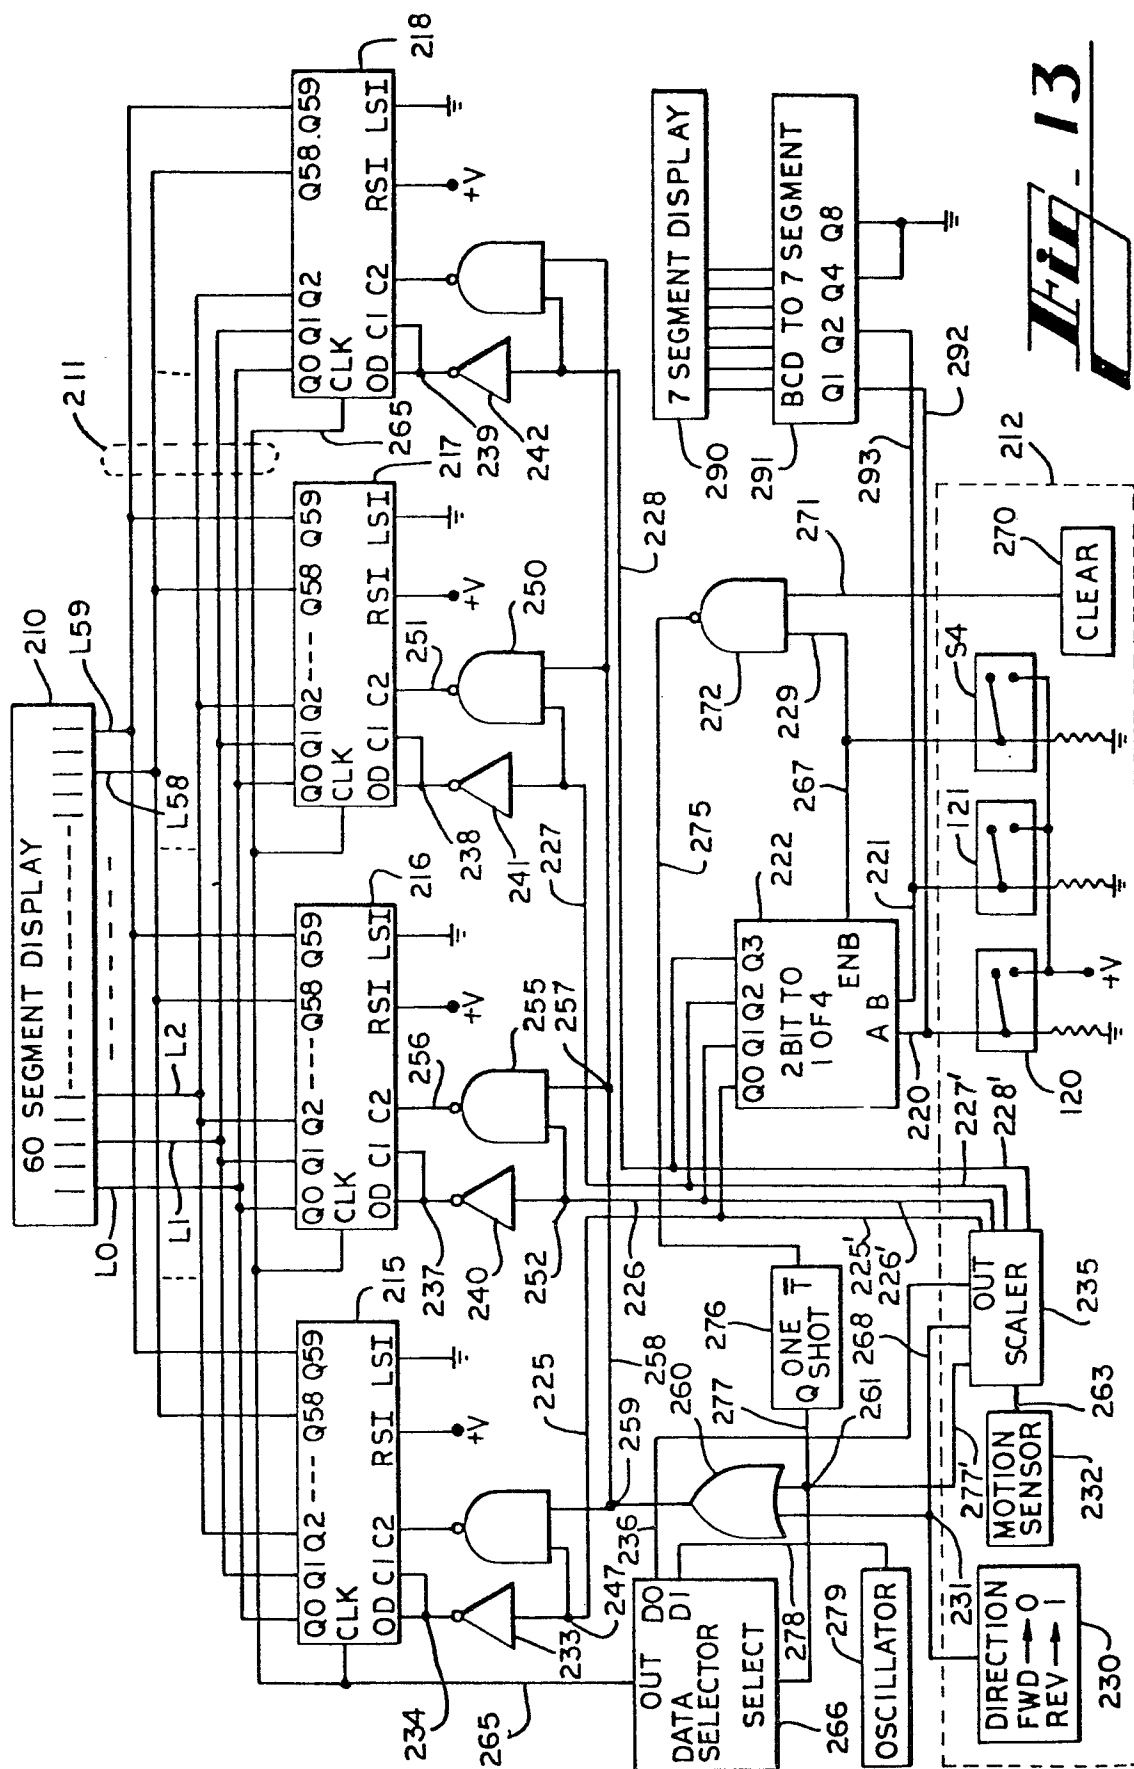 60 SEGMENT DISPLAY
210
L0
L1
L2
L58
L59
211
215
Q0 Q1 Q2 --- Q58 Q59
CLK
OD C1 C2 RSI LSI
+V
216
Q0 Q1 Q2 --- Q58 Q59
CLK
OD C1 C2 RSI LSI
+V
217
Q0 Q1 Q2 --- Q58 Q59
CLK
OD C1 C2 RSI LSI
+V
218
Q0 Q1 Q2 Q58 Q59
CLK
OD C1 C2 RSI LSI
+V
265
234
233
247
237
240
252
256
255
257
238
241
251
250
239
242
265
225
226
227
228
258
259
260
236
OUT D0
D1
DATA
SELECTOR
SELECT
266
278
OSCILLATOR
279
277
261
Q ONE T
SHOT
276
275
272
229
271
267
Q0 Q1 Q2 Q3
2 BIT TO
1 OF 4
ENB
A B
222
7 SEGMENT DISPLAY
290
BCD TO 7 SEGMENT
Q1 Q2 Q4 Q8
291
293
292
212
DIRECTION
FWD → 0
REV → 1
230
231
MOTION
SENSOR
232
277'
263
268
OUT
SCALER
235
225'
226'
227'
228'
220
221
120
121
S4
+V
CLEAR
270
Fig_13